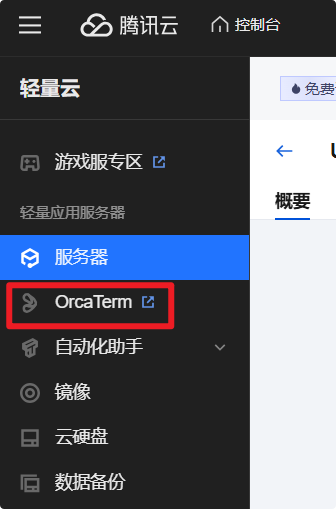 腾讯云 控制台
轻量云
免费
游戏服专区
概要
轻量应用服务器
服务器
OrcaTerm
自动化助手
镜像
云硬盘
数据备份